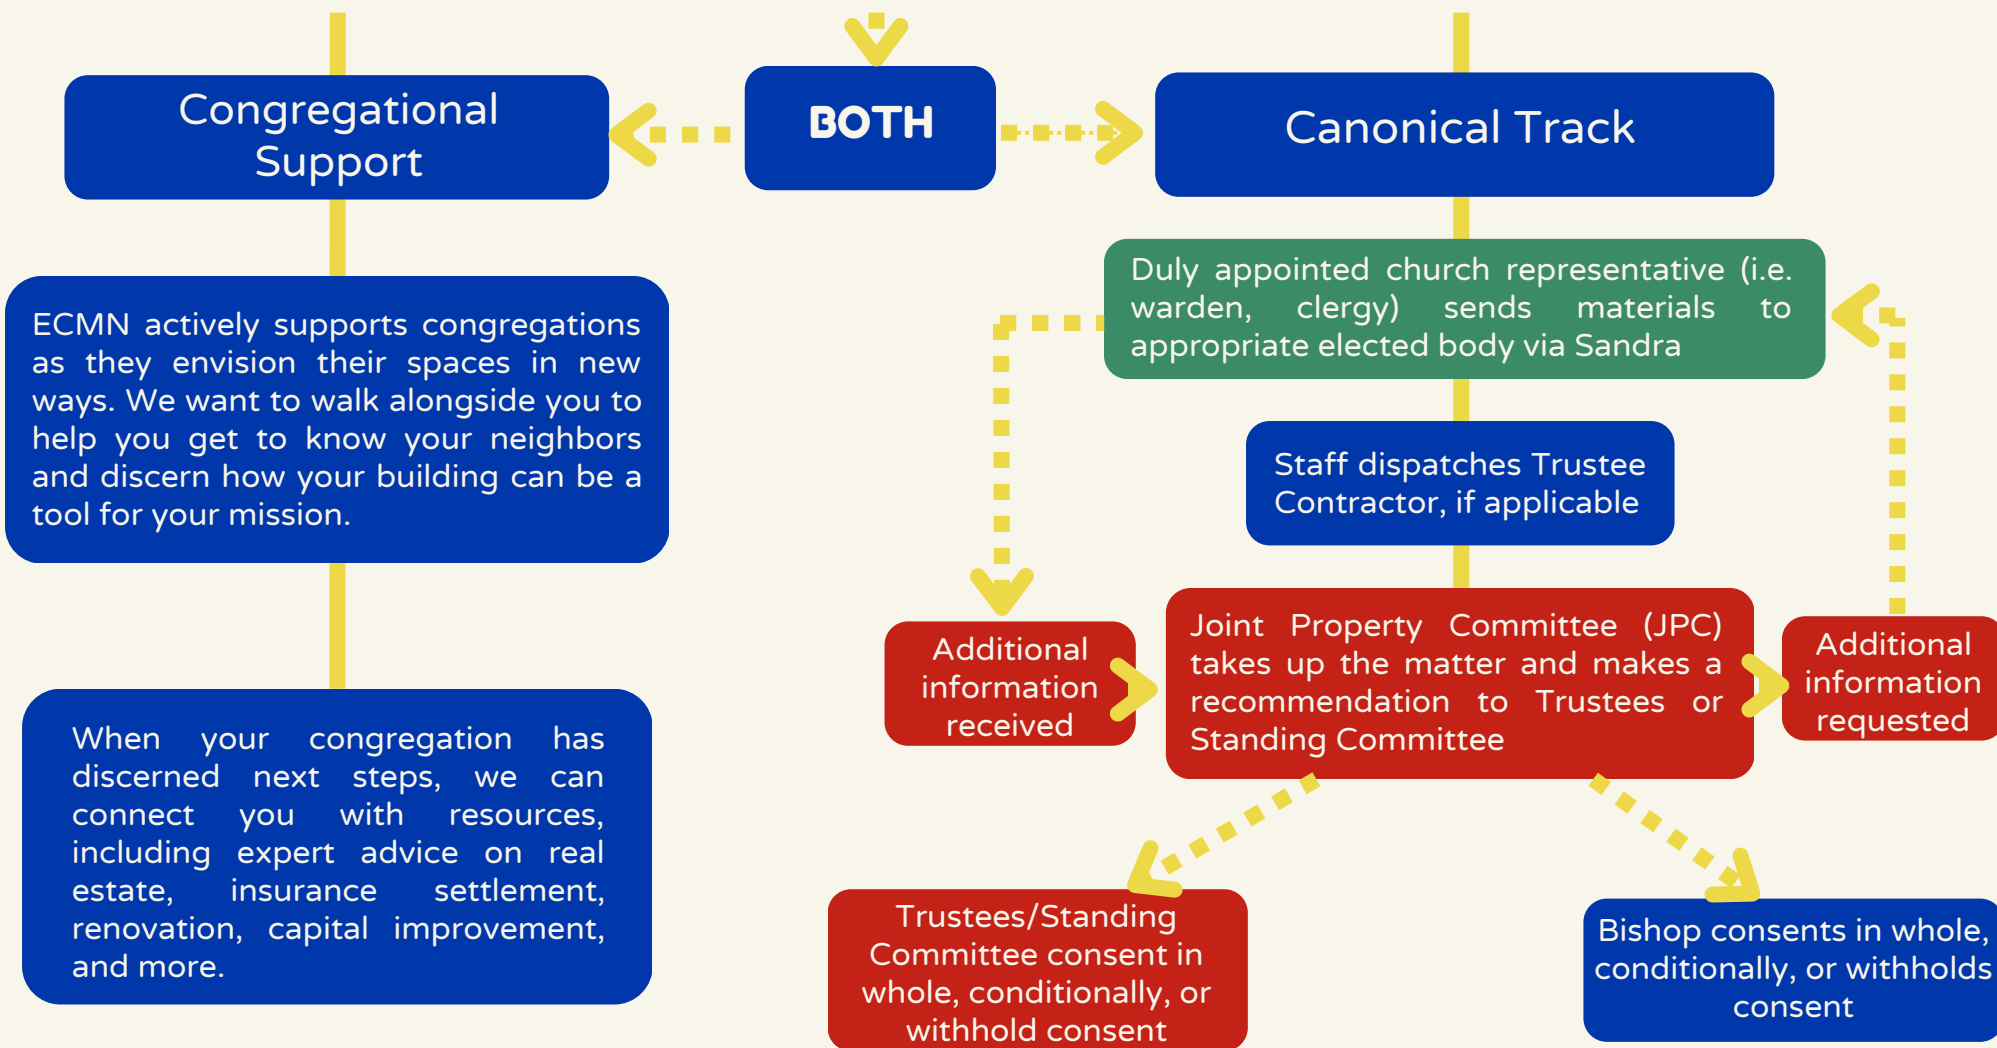 Congregational
Support
BOTH
Canonical Track
ECMN actively supports congregations
as they envision their spaces in new
ways. We want to walk alongside you to
help you get to know your neighbors
and discern how your building can be a
tool for your mission.
When your congregation has
discerned next steps, we can
connect you with resources,
including expert advice on real
estate, insurance settlement,
renovation, capital improvement,
and more.
Duly appointed church representative (i.e.
warden, clergy) sends materials to
appropriate elected body via Sandra
Staff dispatches Trustee
Contractor, if applicable
Additional
information
received
Joint Property Committee (JPC)
takes up the matter and makes a
recommendation to Trustees or
Standing Committee
Additional
information
requested
Trustees/Standing
Committee consent in
whole, conditionally, or
withhold consent
Bishop consents in whole,
conditionally, or withholds
consent